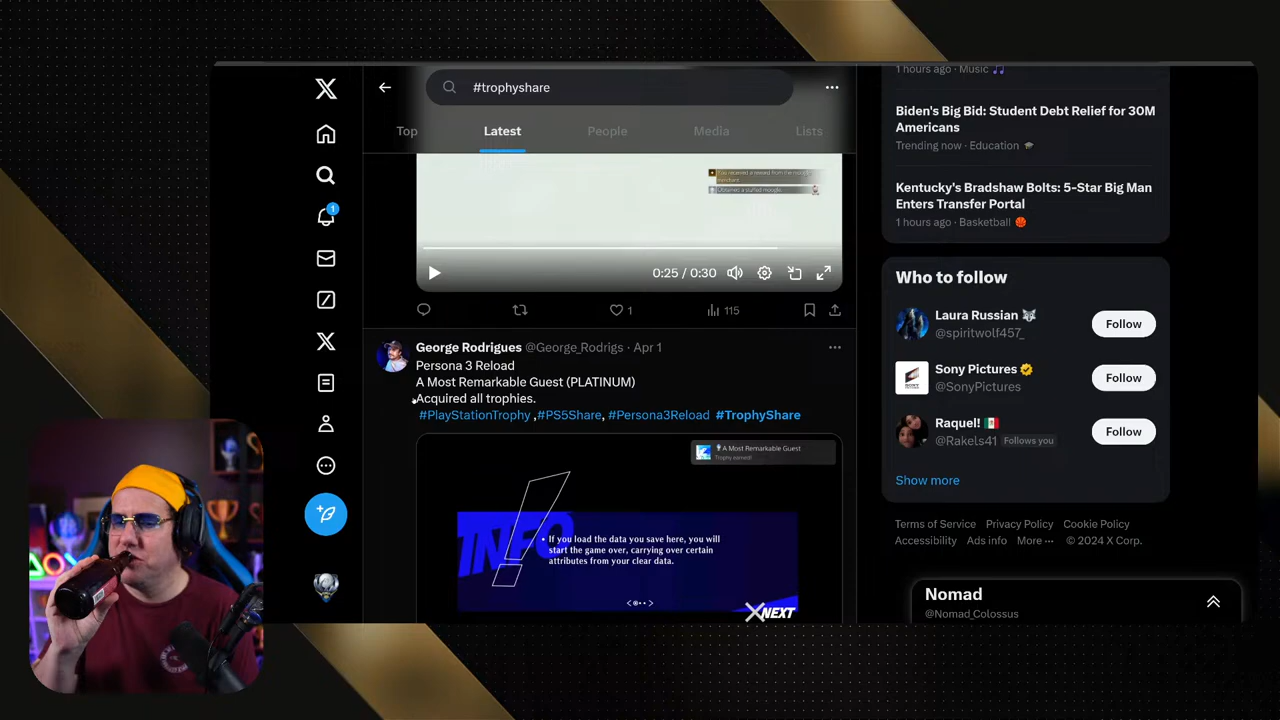 #trophyshare
Top
Latest
People
Media
Lists
Obtained a stuffed moogle.
0:25 / 0:30
1
115
1
George Rodrigues @George_Rodrigs · Apr 1
Persona 3 Reload
A Most Remarkable Guest (PLATINUM)
Acquired all trophies.
#PlayStationTrophy ,#PS5Share, #Persona3Reload #TrophyShare
A Most Remarkable Guest
Trophy earned!
INFO
• If you load the data you save here, you will
start the game over, carrying over certain
attributes from your clear data.
NEXT
1 hours ago · Music
Biden's Big Bid: Student Debt Relief for 30M
Americans
Trending now · Education
Kentucky's Bradshaw Bolts: 5-Star Big Man
Enters Transfer Portal
1 hours ago · Basketball
Who to follow
Laura Russian
@spiritwolf457_
Follow
Sony Pictures
@SonyPictures
Follow
Raquel!
@Rakels41 Follows you
Follow
Show more
Terms of Service Privacy Policy Cookie Policy
Accessibility Ads info More ··· © 2024 X Corp.
Nomad
@Nomad_Colossus